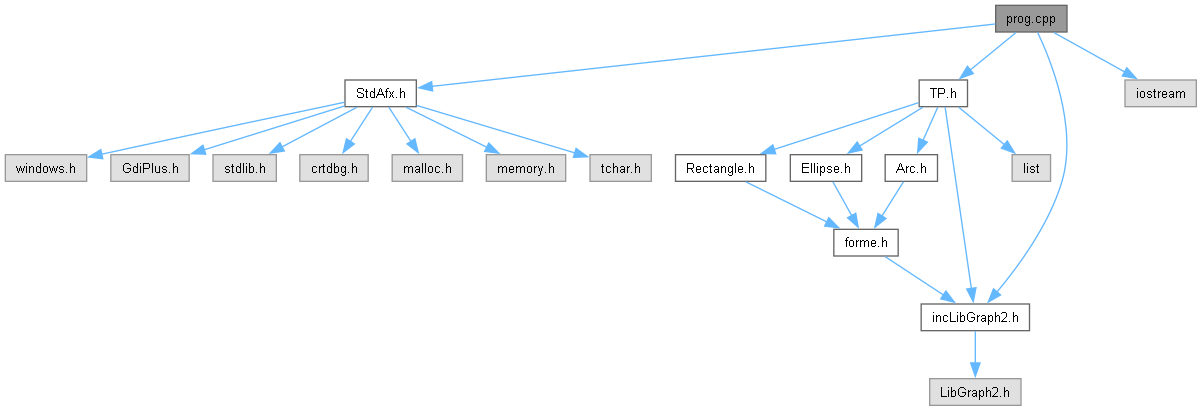 prog.cpp
StdAfx.h
TP.h
iostream
windows.h
GdiPlus.h
stdlib.h
crtdbg.h
malloc.h
memory.h
tchar.h
Rectangle.h
Ellipse.h
Arc.h
list
forme.h
incLibGraph2.h
LibGraph2.h